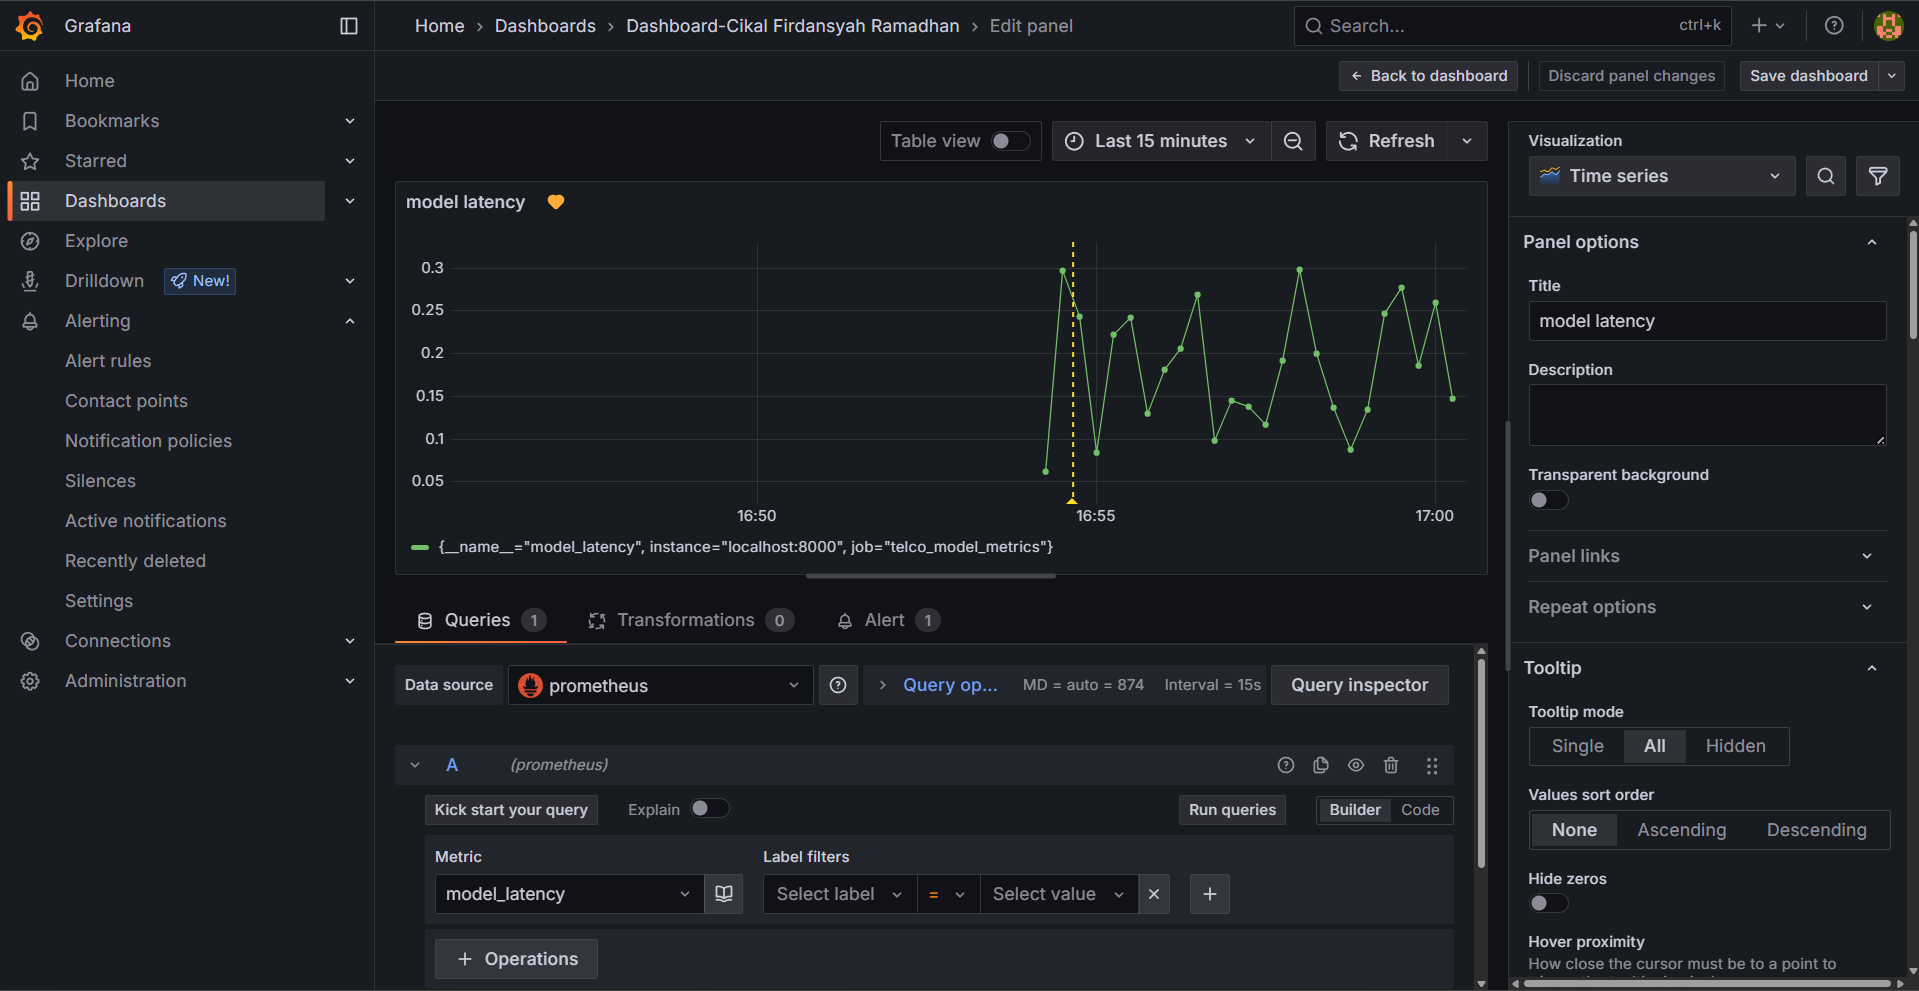 Grafana
Home › Dashboards › Dashboard-Cikal Firdansyah Ramadhan › Edit panel
Search...
ctrl+k
Back to dashboard
Discard panel changes
Save dashboard
Home
Bookmarks
Starred
Dashboards
Explore
Drilldown
New!
Alerting
Alert rules
Contact points
Notification policies
Silences
Active notifications
Recently deleted
Settings
Connections
Administration
Table view
Last 15 minutes
Refresh
model latency
0.3
0.25
0.2
0.15
0.1
0.05
16:50
16:55
17:00
{__name__="model_latency", instance="localhost:8000", job="telco_model_metrics"}
Queries 1
Transformations 0
Alert 1
Data source
prometheus
Query op...
MD = auto = 874
Interval = 15s
Query inspector
A
(prometheus)
Kick start your query
Explain
Run queries
Builder
Code
Metric
Label filters
model_latency
Select label
=
Select value
+ Operations
Visualization
Time series
Panel options
Title
model latency
Description
Transparent background
Panel links
Repeat options
Tooltip
Tooltip mode
Single
All
Hidden
Values sort order
None
Ascending
Descending
Hide zeros
Hover proximity
How close the cursor must be to a point to